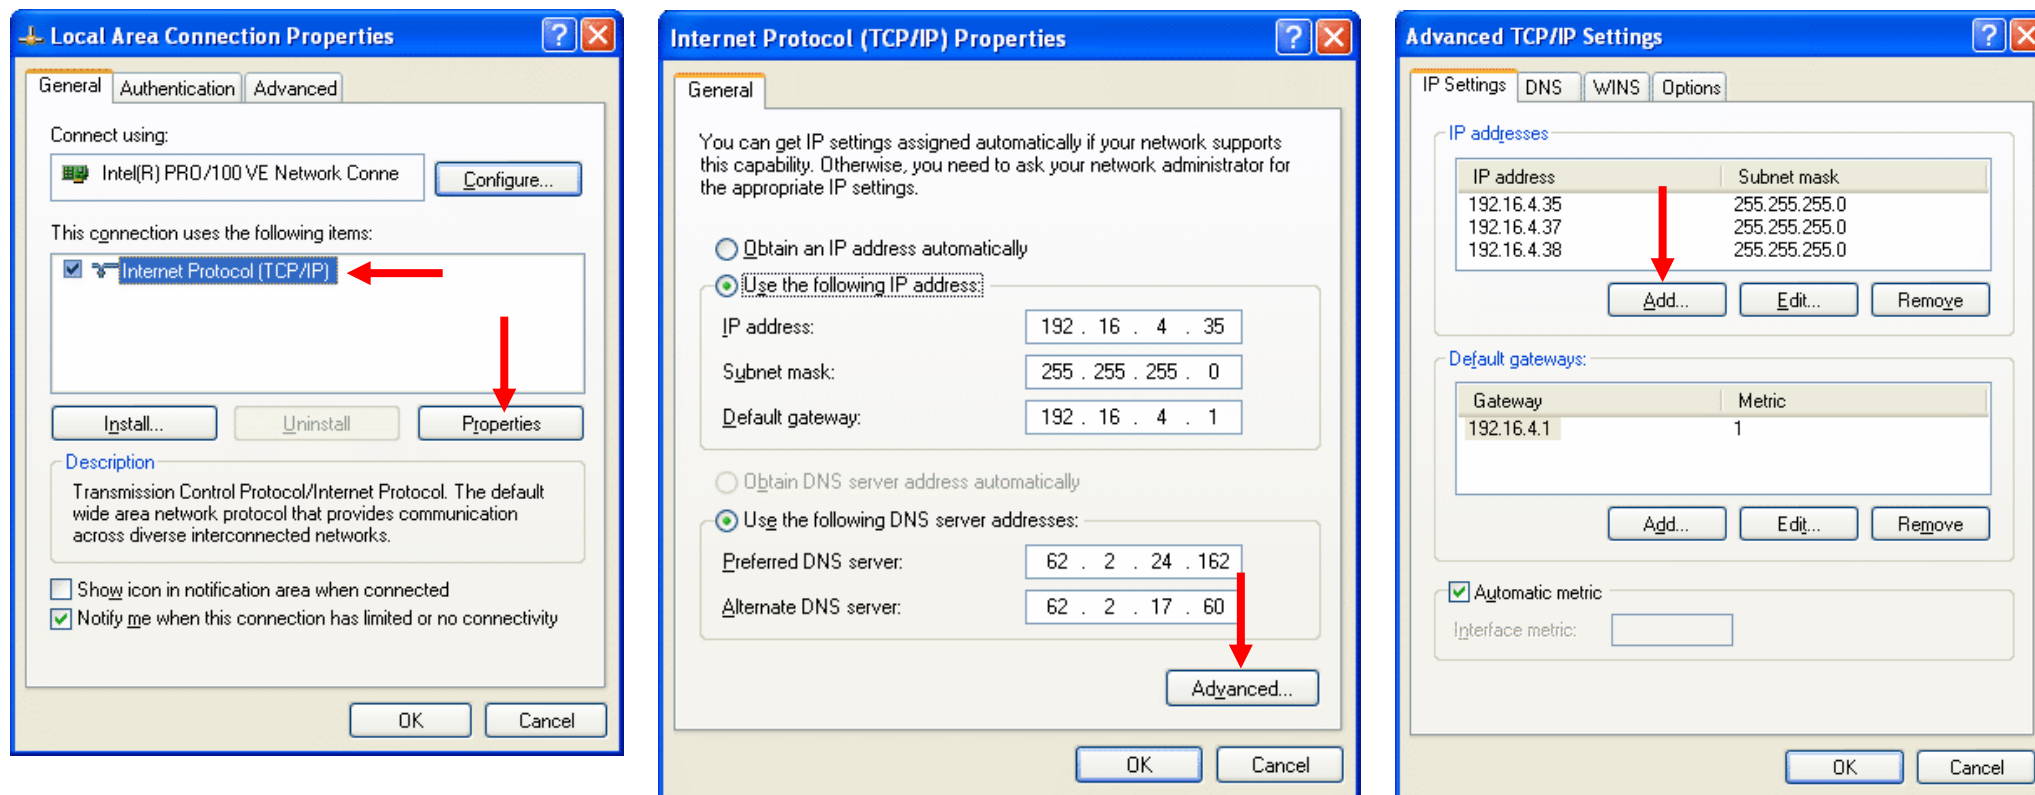 Local Area Connection Properties
General Authentication Advanced
Connect using:
Intel(R) PRO/100 VE Network Conne
Configure...
This connection uses the following items:
Internet Protocol (TCP/IP)
Install... Uninstall Properties
Description
Transmission Control Protocol/Internet Protocol. The default
wide area network protocol that provides communication
across diverse interconnected networks.
Show icon in notification area when connected
Notify me when this connection has limited or no connectivity
OK Cancel
Internet Protocol (TCP/IP) Properties
General
You can get IP settings assigned automatically if your network supports
this capability. Otherwise, you need to ask your network administrator for
the appropriate IP settings.
Obtain an IP address automatically
Use the following IP address:
IP address: 192 . 16 . 4 . 35
Subnet mask: 255 . 255 . 255 . 0
Default gateway: 192 . 16 . 4 . 1
Obtain DNS server address automatically
Use the following DNS server addresses:
Preferred DNS server: 62 . 2 . 24 . 162
Alternate DNS server: 62 . 2 . 17 . 60
Advanced...
OK Cancel
Advanced TCP/IP Settings
IP Settings DNS WINS Options
IP addresses
IP address Subnet mask
192.16.4.35 255.255.255.0
192.16.4.37 255.255.255.0
192.16.4.38 255.255.255.0
Add... Edit... Remove
Default gateways:
Gateway Metric
192.16.4.1 1
Add... Edit... Remove
Automatic metric
Interface metric:
OK Cancel